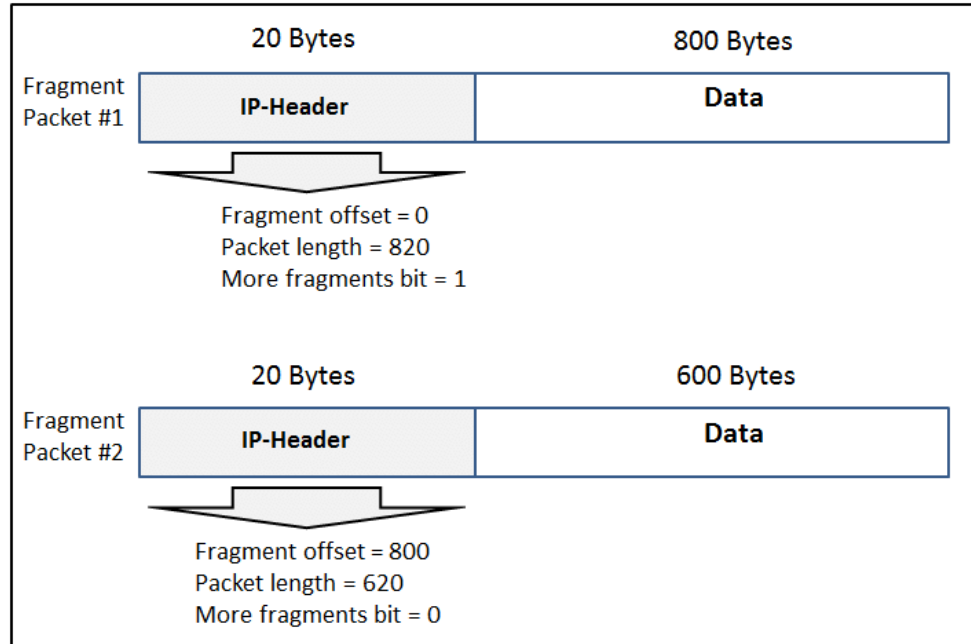 20 Bytes
800 Bytes
Fragment
Packet #1
IP-Header
Data
Fragment offset = 0
Packet length = 820
More fragments bit = 1
20 Bytes
600 Bytes
Fragment
Packet #2
IP-Header
Data
Fragment offset = 800
Packet length = 620
More fragments bit = 0